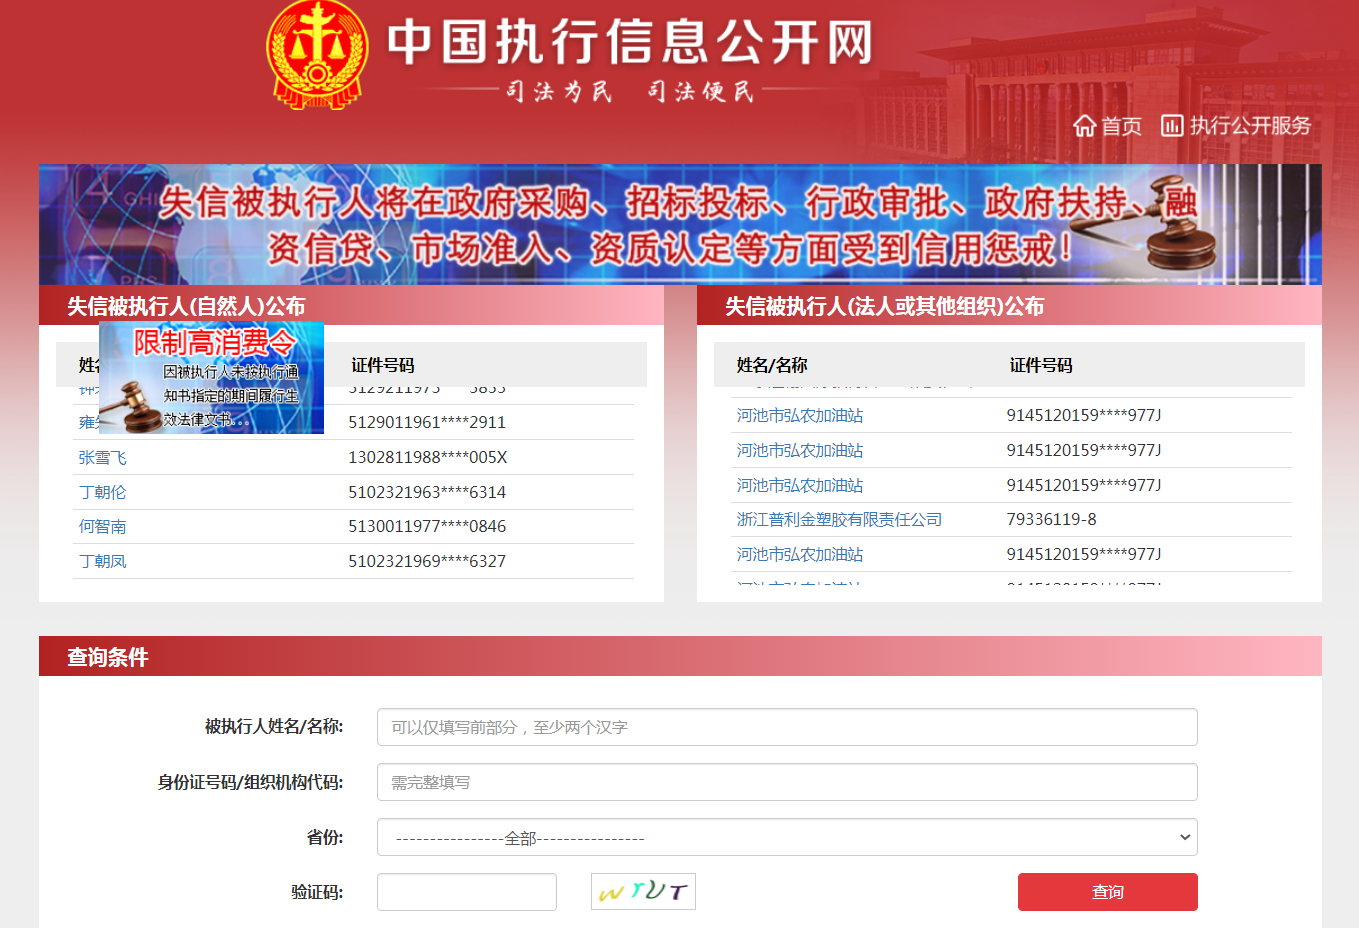 中国执行信息公开网
司法为民 司法便民
首页 执行公开服务
失信被执行人将在政府采购、招标投标、行政审批、政府扶持、融
资信贷、市场准入、资质认定等方面受到信用惩戒！
失信被执行人(自然人)公布
限制高消费令
因被执行人未按执行通
知书指定的期间履行生
效法律文书...
证件号码
5129011961****2911
张雪飞 1302811988****005X
丁朝伦 5102321963****6314
何智南 5130011977****0846
丁朝凤 5102321969****6327
失信被执行人(法人或其他组织)公布
姓名/名称 证件号码
河池市弘农加油站 9145120159****977J
河池市弘农加油站 9145120159****977J
河池市弘农加油站 9145120159****977J
浙江普利金塑胶有限责任公司 79336119-8
河池市弘农加油站 9145120159****977J
查询条件
被执行人姓名/名称: 可以仅填写前部分，至少两个汉字
身份证号码/组织机构代码: 需完整填写
省份: ----------------全部----------------
验证码: wrUT 查询